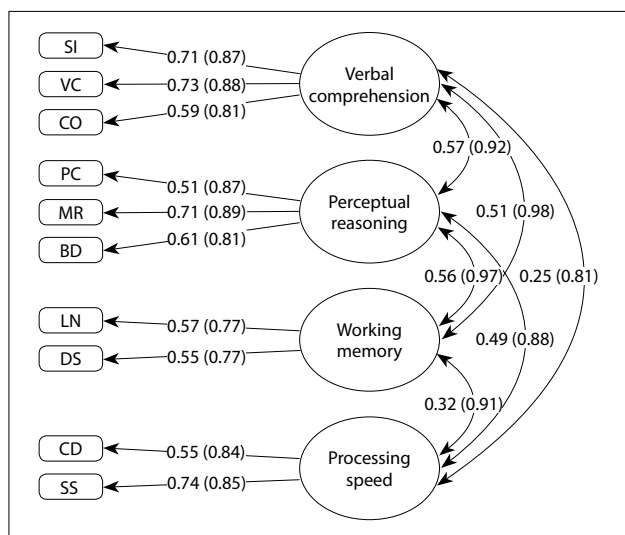 SI
0.71 (0.87)
VC
0.73 (0.88)
CO
0.59 (0.81)
Verbal
comprehension
0.57 (0.92)
PC
0.51 (0.87)
MR
0.71 (0.89)
BD
0.61 (0.81)
Perceptual
reasoning
0.51 (0.98)
0.56 (0.97)
0.25 (0.81)
LN
0.57 (0.77)
DS
0.55 (0.77)
Working
memory
0.49 (0.88)
0.32 (0.91)
CD
0.55 (0.84)
SS
0.74 (0.85)
Processing
speed